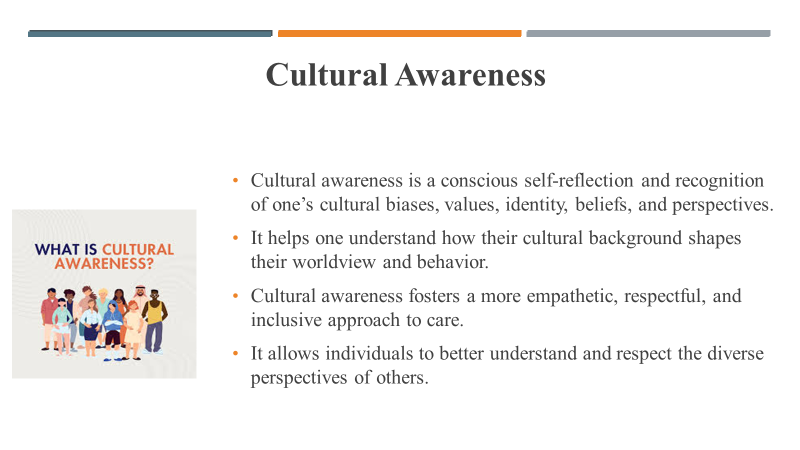 Cultural Awareness
• Cultural awareness is a conscious self-reflection and recognition
of one’s cultural biases, values, identity, beliefs, and perspectives.
• It helps one understand how their cultural background shapes
their worldview and behavior.
• Cultural awareness fosters a more empathetic, respectful, and
inclusive approach to care.
• It allows individuals to better understand and respect the diverse
perspectives of others.
WHAT IS CULTURAL
AWARENESS?